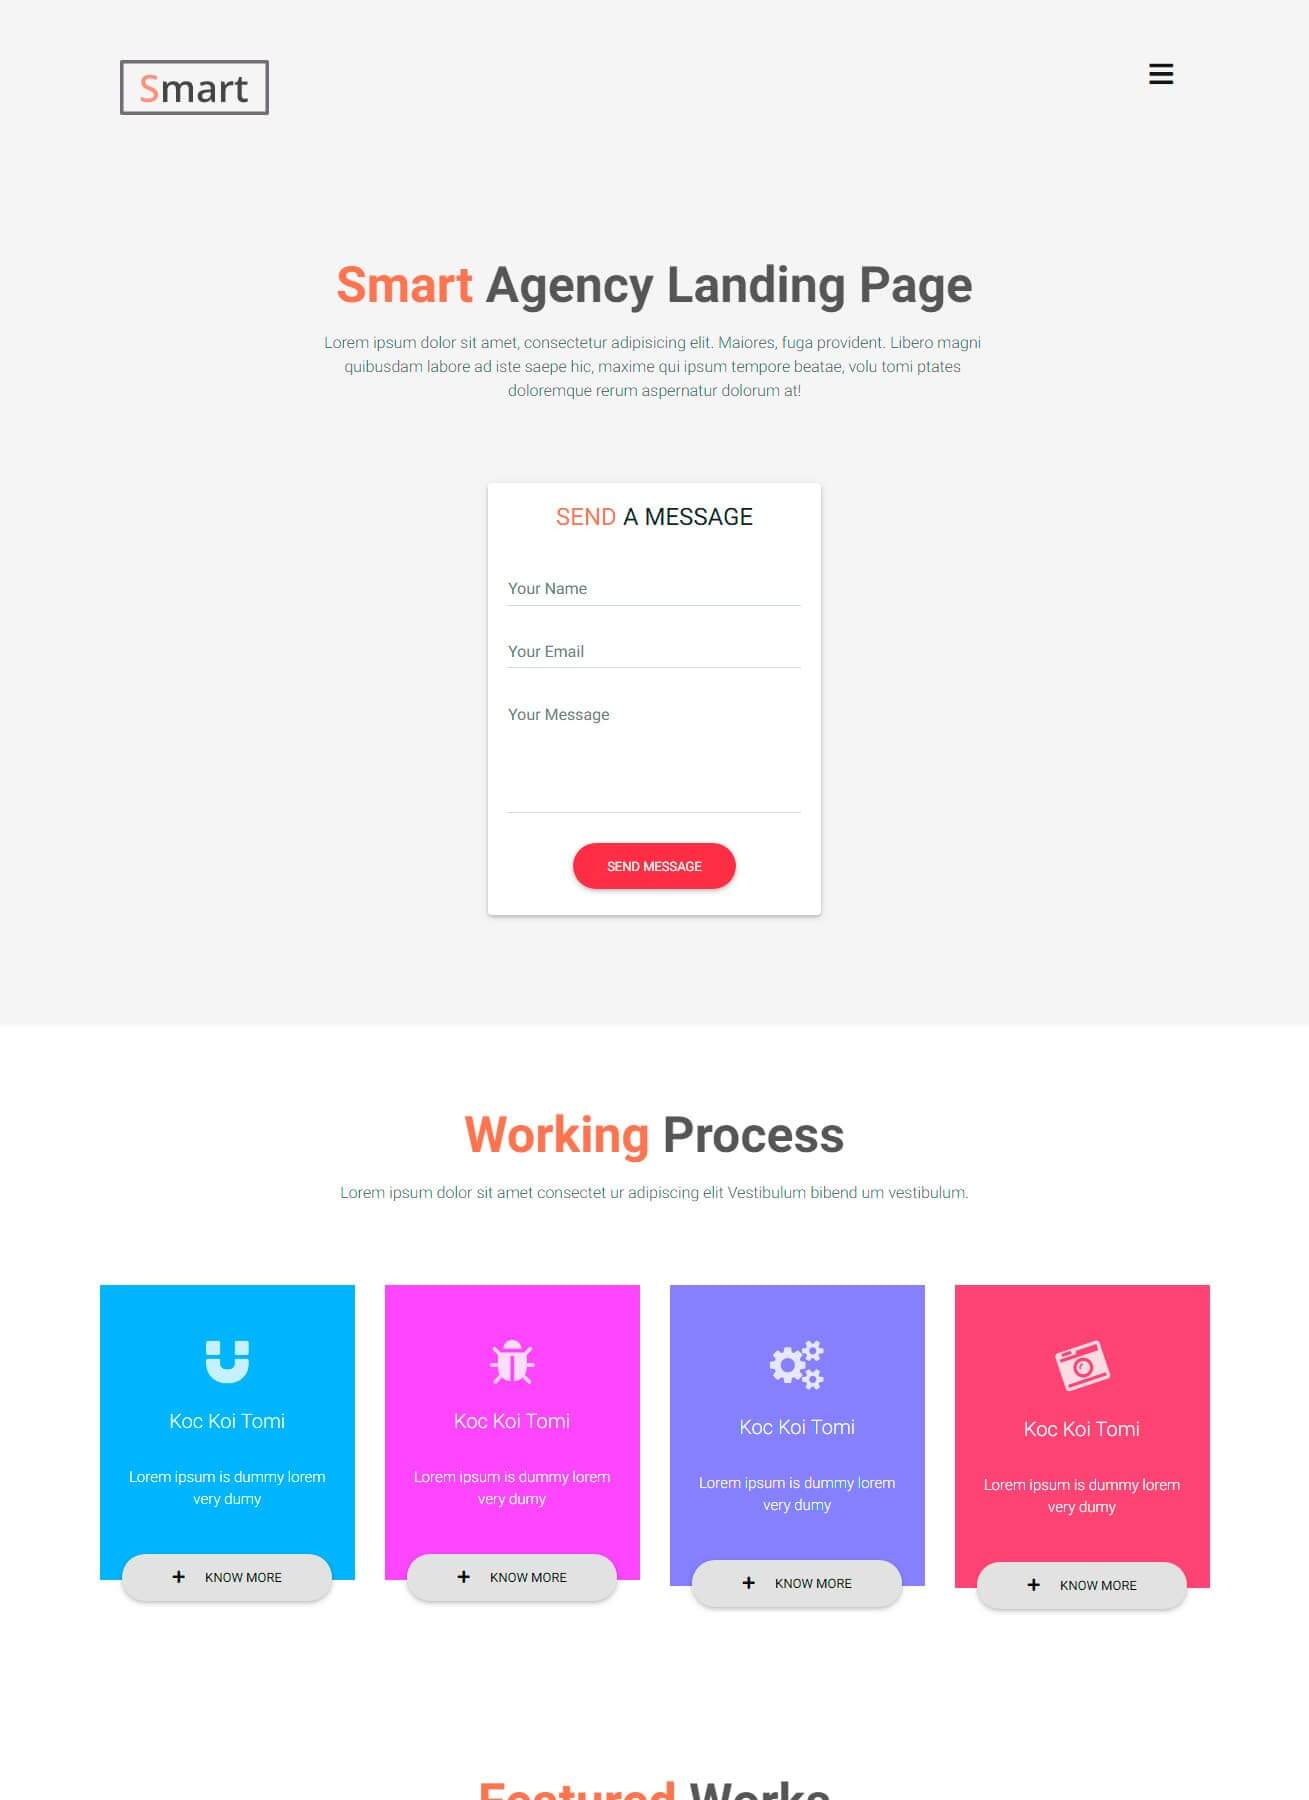 Smart
Smart Agency Landing Page
Lorem ipsum dolor sit amet, consectetur adipisicing elit. Maiores, fuga provident. Libero magni
quibusdam labore ad iste saepe hic, maxime qui ipsum tempore beatae, volu tomi ptates
doloremque rerum aspernatur dolorum at!
SEND A MESSAGE
Your Name
Your Email
Your Message
SEND MESSAGE
Working Process
Lorem ipsum dolor sit amet consectet ur adipiscing elit Vestibulum bibend um vestibulum.
Koc Koi Tomi
Lorem ipsum is dummy lorem
very dumy
KNOW MORE
Koc Koi Tomi
Lorem ipsum is dummy lorem
very dumy
KNOW MORE
Koc Koi Tomi
Lorem ipsum is dummy lorem
very dumy
KNOW MORE
Koc Koi Tomi
Lorem ipsum is dummy lorem
very dumy
KNOW MORE
Featured Works